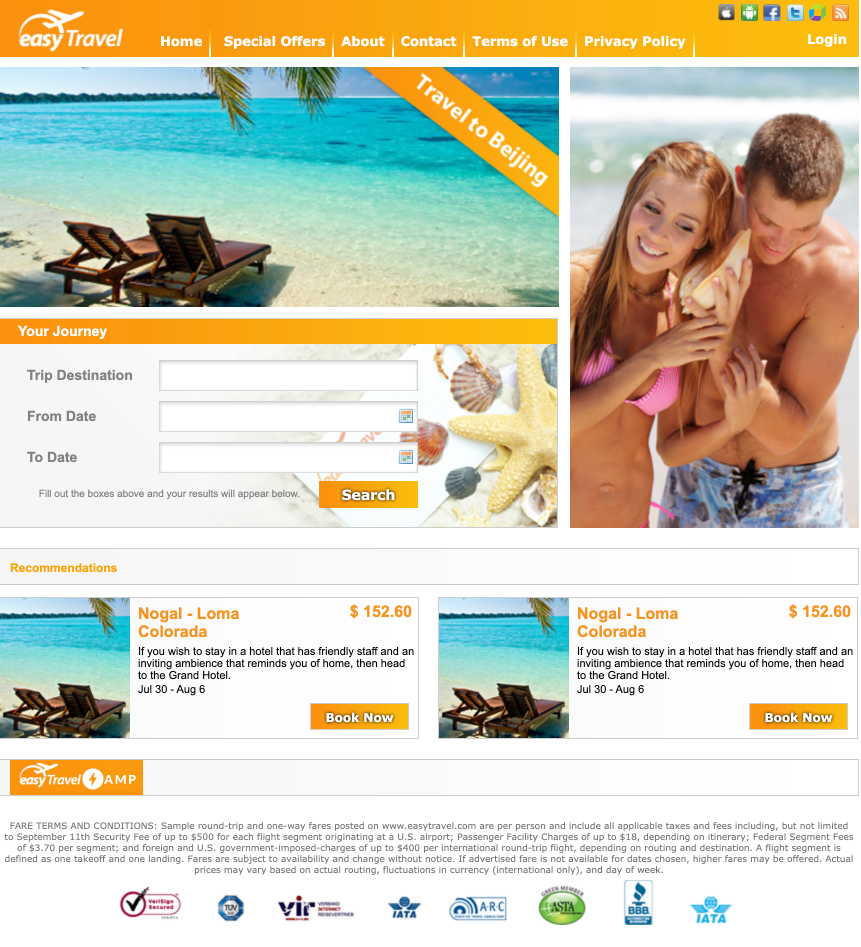 easyTravel
Home
Special Offers
About
Contact
Terms of Use
Privacy Policy
Login
Travel to Beijing
Your Journey
Trip Destination
From Date
To Date
Fill out the boxes above and your results will appear below.
Search
Recommendations
Nogal - Loma
Colorada
$ 152.60
If you wish to stay in a hotel that has friendly staff and an
inviting ambience that reminds you of home, then head
to the Grand Hotel.
Jul 30 - Aug 6
Book Now
Nogal - Loma
Colorada
$ 152.60
If you wish to stay in a hotel that has friendly staff and an
inviting ambience that reminds you of home, then head
to the Grand Hotel.
Jul 30 - Aug 6
Book Now
easyTravel AMP
FARE TERMS AND CONDITIONS: Sample round-trip and one-way fares posted on www.easytravel.com are per person and include all applicable taxes and fees including, but not limited
to September 11th Security Fee of up to $500 for each flight segment originating at a U.S. airport; Passenger Facility Charges of up to $18, depending on itinerary; Federal Segment Fees
of $3.70 per segment; and foreign and U.S. government-imposed-charges of up to $400 per international round-trip flight, depending on routing and destination. A flight segment is
defined as one takeoff and one landing. Fares are subject to availability and change without notice. If advertised fare is not available for dates chosen, higher fares may be offered. Actual
prices may vary based on actual routing, fluctuations in currency (international only), and day of week.
VeriSign
Secured
TÜV
vir
VERBAND
INTERNET
REISEVERTRIEB
IATA
A·R·C
GREEN MEMBER
ASTA
BBB
IATA